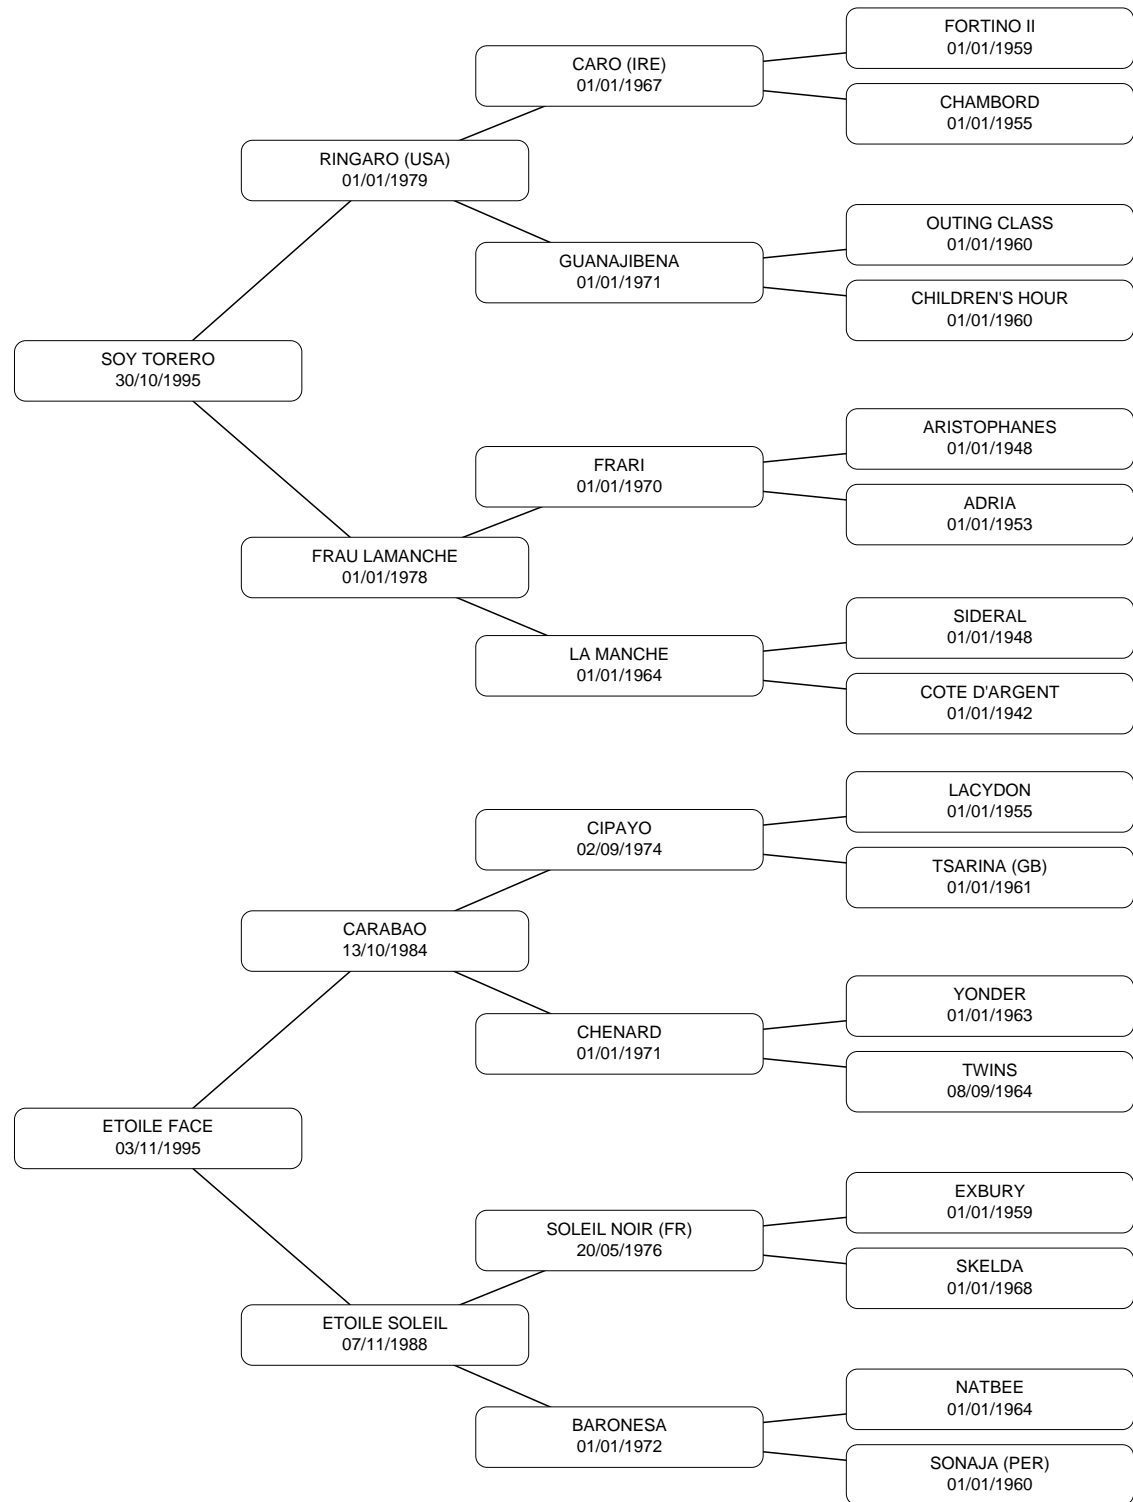 FORTINO II
01/01/1959
CARO (IRE)
01/01/1967
CHAMBORD
01/01/1955
RINGARO (USA)
01/01/1979
OUTING CLASS
01/01/1960
GUANAJIBENA
01/01/1971
CHILDREN'S HOUR
01/01/1960
SOY TORERO
30/10/1995
ARISTOPHANES
01/01/1948
FRARI
01/01/1970
ADRIA
01/01/1953
FRAU LAMANCHE
01/01/1978
SIDERAL
01/01/1948
LA MANCHE
01/01/1964
COTE D'ARGENT
01/01/1942
LACYDON
01/01/1955
CIPAYO
02/09/1974
TSARINA (GB)
01/01/1961
CARABAO
13/10/1984
YONDER
01/01/1963
CHENARD
01/01/1971
TWINS
08/09/1964
ETOILE FACE
03/11/1995
EXBURY
01/01/1959
SOLEIL NOIR (FR)
20/05/1976
SKELDA
01/01/1968
ETOILE SOLEIL
07/11/1988
NATBEE
01/01/1964
BARONESA
01/01/1972
SONAJA (PER)
01/01/1960